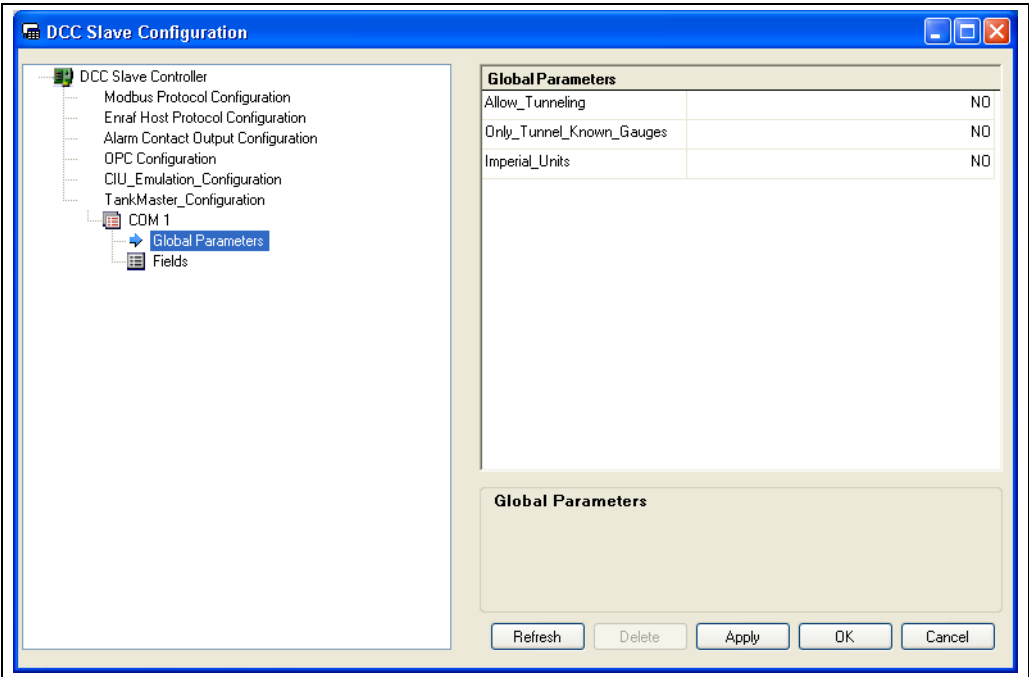 DCC Slave Configuration
DCC Slave Controller
Modbus Protocol Configuration
Enraf Host Protocol Configuration
Alarm Contact Output Configuration
OPC Configuration
CIU_Emulation_Configuration
TankMaster_Configuration
COM 1
Global Parameters
Fields
Global Parameters
Allow_Tunneling NO
Only_Tunnel_Known_Gauges NO
Imperial_Units NO
Global Parameters
Refresh Delete Apply OK Cancel